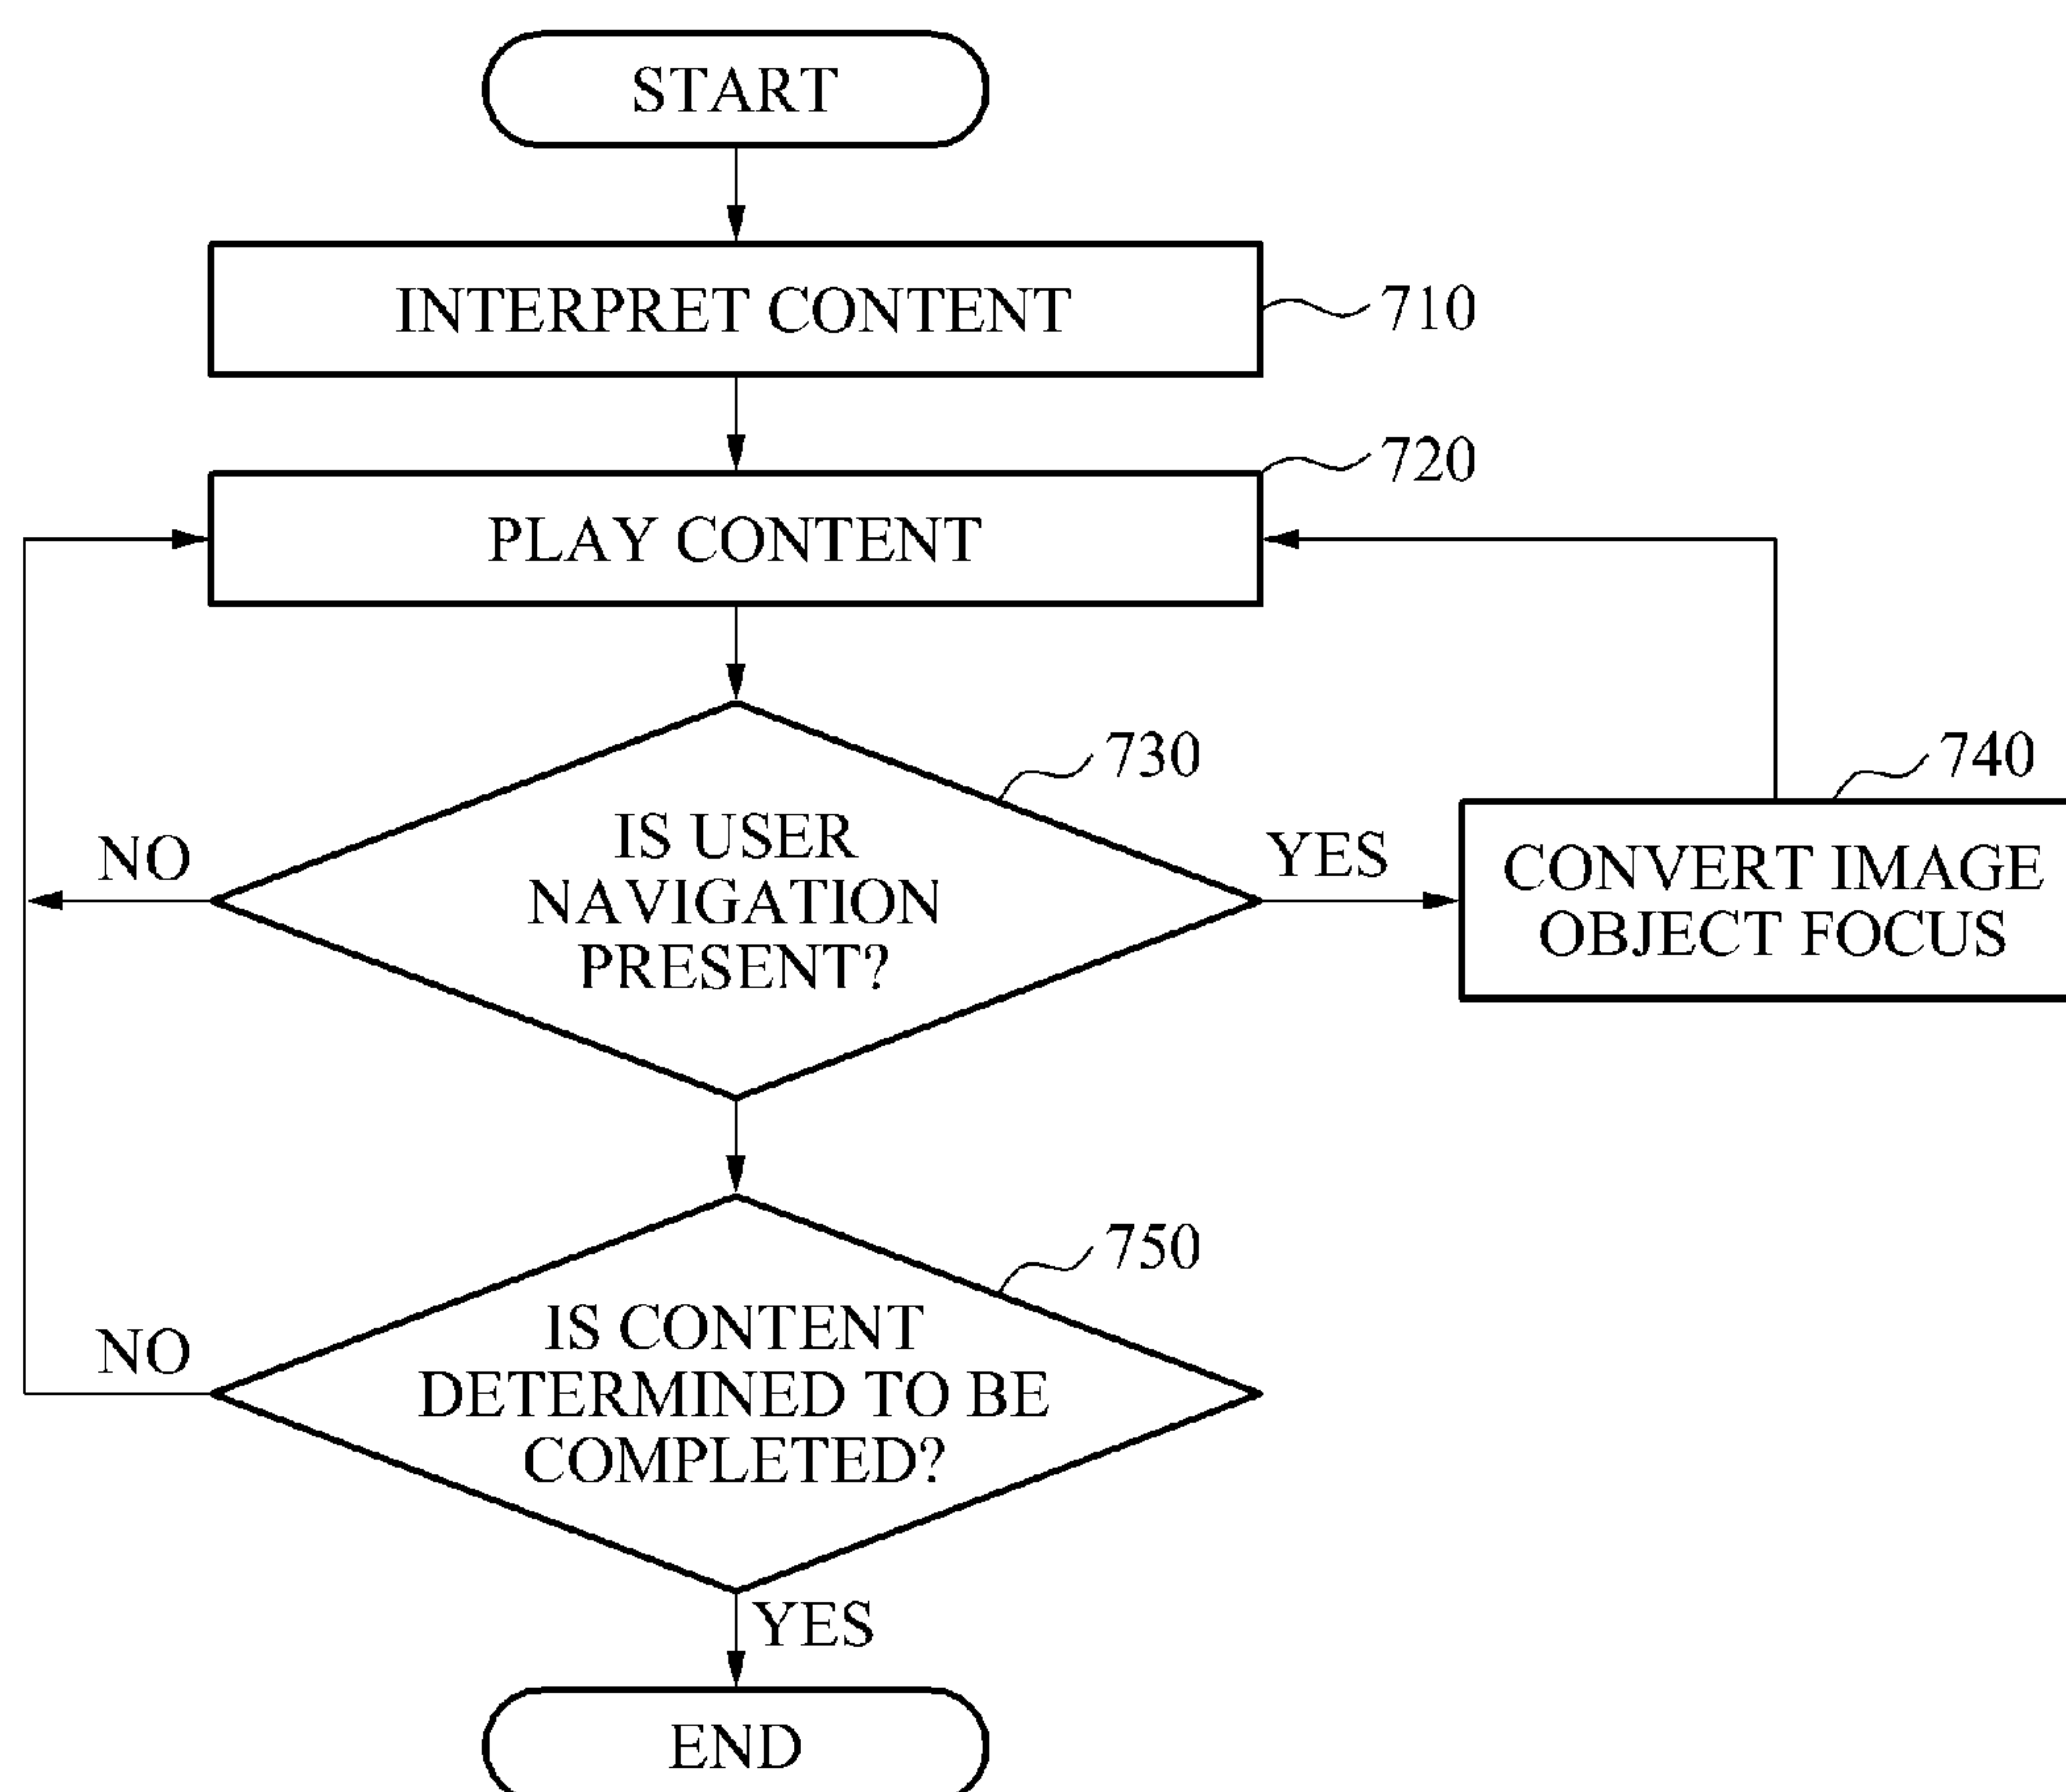 START
INTERPRET CONTENT
710
720
PLAY CONTENT
730
740
IS USER
NAVIGATION
PRESENT?
NO
YES
CONVERT IMAGE
OBJECT FOCUS
750
IS CONTENT
DETERMINED TO BE
COMPLETED?
NO
YES
END